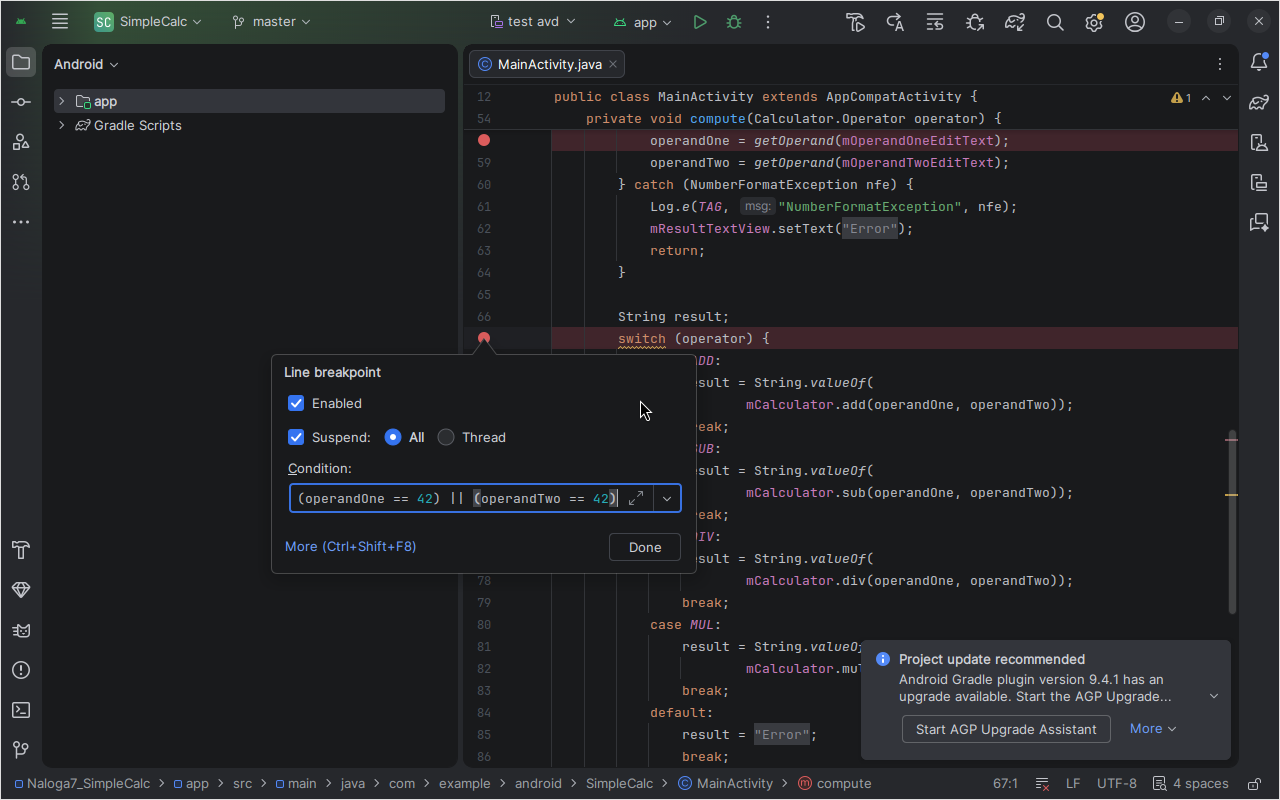 SC SimpleCalc master test avd app
Android
app
Gradle Scripts
MainActivity.java
12 public class MainActivity extends AppCompatActivity { 1
54 private void compute(Calculator.Operator operator) {
operandOne = getOperand(mOperandOneEditText);
59 operandTwo = getOperand(mOperandTwoEditText);
60 } catch (NumberFormatException nfe) {
61 Log.e(TAG, msg: "NumberFormatException", nfe);
62 mResultTextView.setText("Error");
63 return;
64 }
65
66 String result;
switch (operator) {
DD:
esult = String.valueOf(
mCalculator.add(operandOne, operandTwo));
reak;
UB:
esult = String.valueOf(
mCalculator.sub(operandOne, operandTwo));
reak;
IV:
esult = String.valueOf(
78 mCalculator.div(operandOne, operandTwo));
79 break;
80 case MUL:
81 result = String.valueOf
82 mCalculator.mu
83 break;
84 default:
85 result = "Error";
86 break;
Line breakpoint
Enabled
Suspend: All Thread
Condition:
(operandOne == 42) || (operandTwo == 42)
More (Ctrl+Shift+F8) Done
Project update recommended
Android Gradle plugin version 9.4.1 has an
upgrade available. Start the AGP Upgrade...
Start AGP Upgrade Assistant More
Naloga7_SimpleCalc app src main java com example android SimpleCalc MainActivity compute 67:1 LF UTF-8 4 spaces